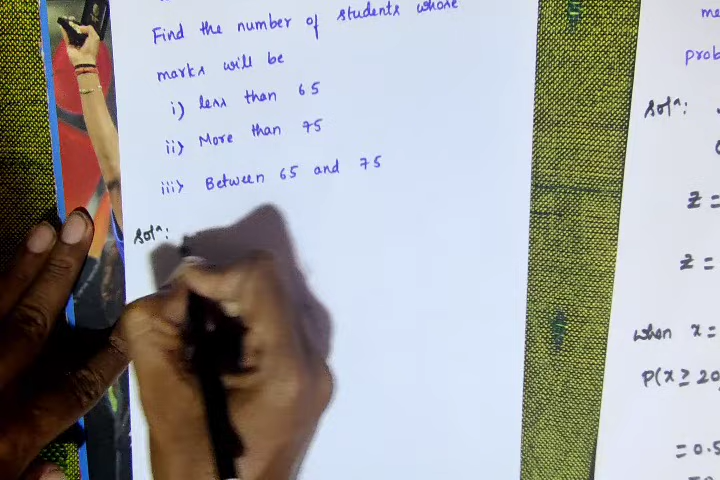 Find the number of students whose
marks will be
i) less than 65
ii) More than 75
iii) Between 65 and 75
Solⁿ:
me
prob
Solⁿ:
z =
z =
when x =
P(x ≥ 20
= 0.5